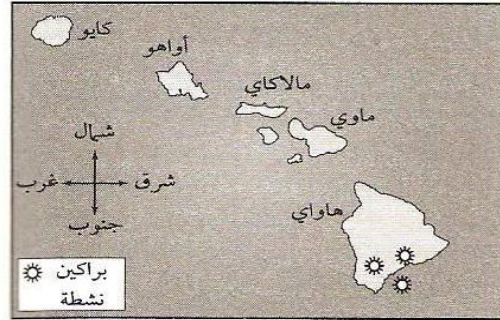 كايو
أواهو
مالاكاي
ماوي
شمال
شرق
غرب
جنوب
هاواي
براكين
نشطة